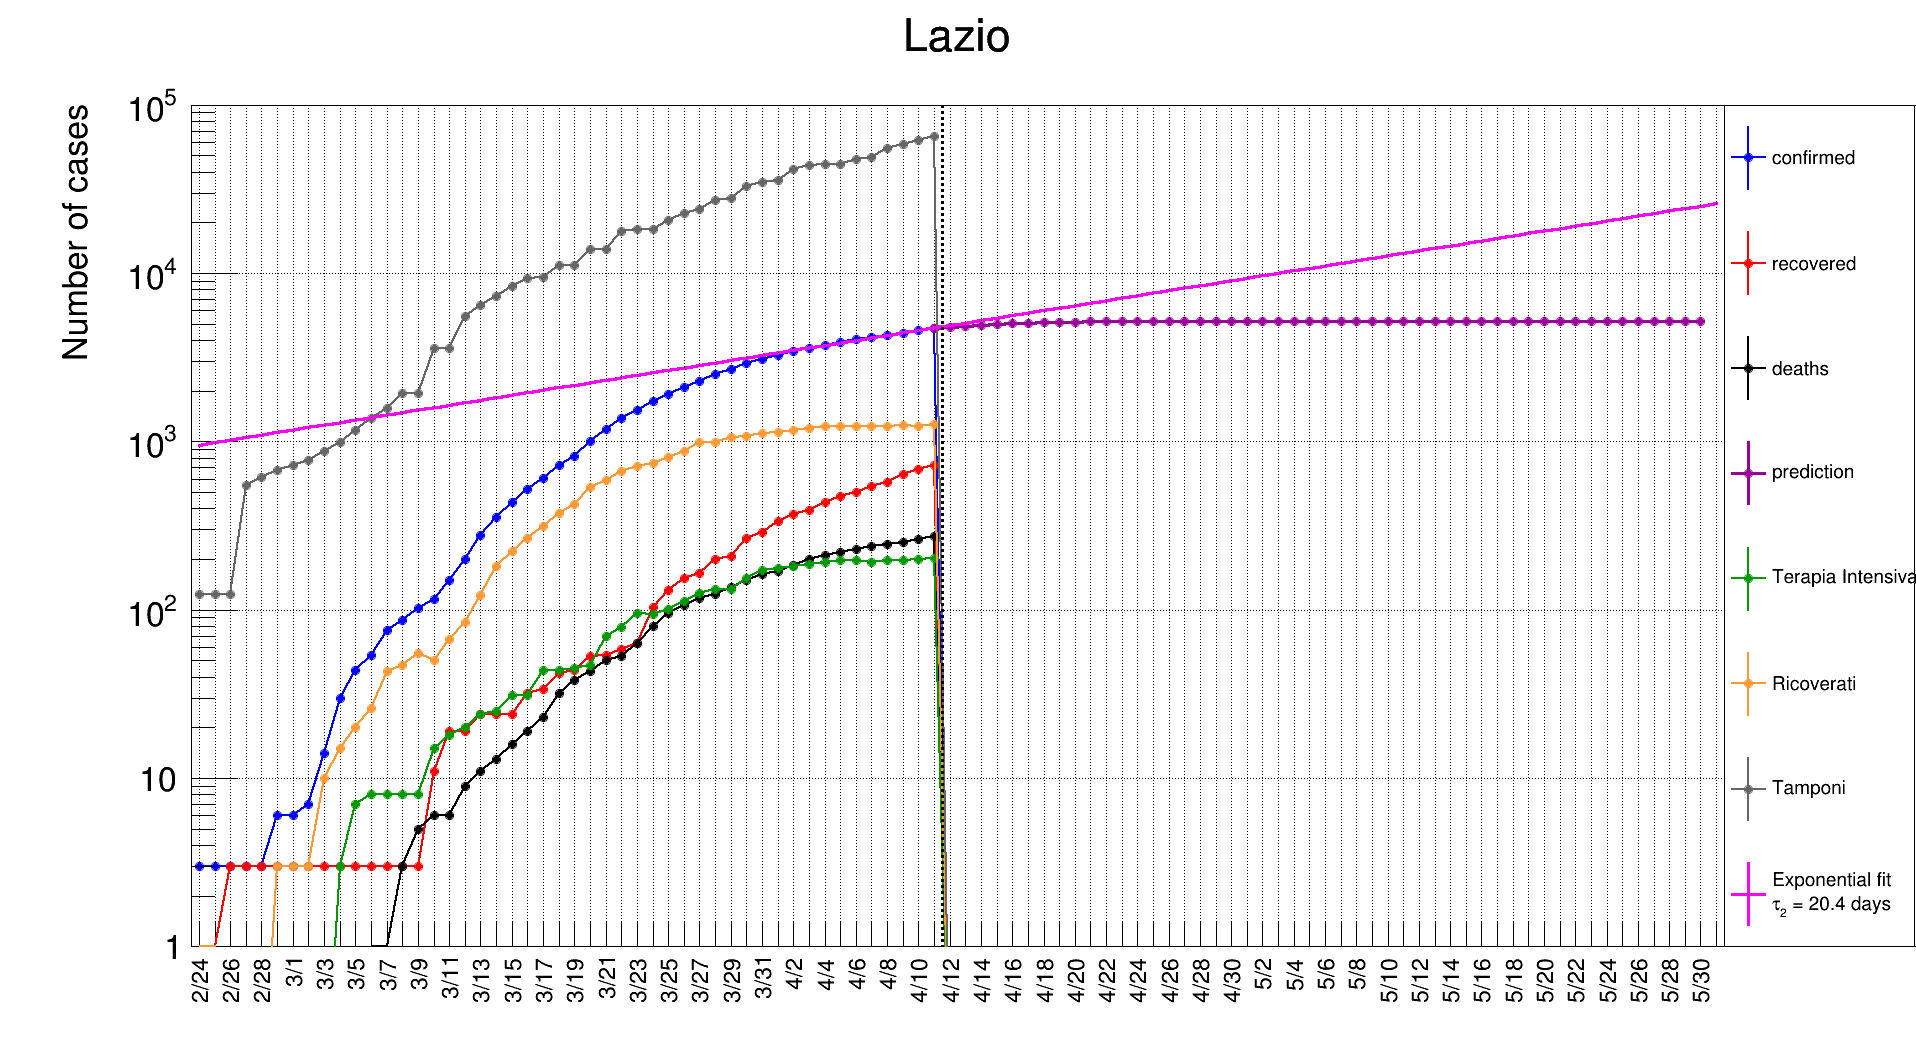 Lazio
Number of cases
10^5
10^4
10^3
10^2
10
1
2/24 2/26 2/28 3/1 3/3 3/5 3/7 3/9 3/11 3/13 3/15 3/17 3/19 3/21 3/23 3/25 3/27 3/29 3/31 4/2 4/4 4/6 4/8 4/10 4/12 4/14 4/16 4/18 4/20 4/22 4/24 4/26 4/28 4/30 5/2 5/4 5/6 5/8 5/10 5/12 5/14 5/16 5/18 5/20 5/22 5/24 5/26 5/28 5/30
confirmed
recovered
deaths
prediction
Terapia Intensiva
Ricoverati
Tamponi
Exponential fit
τ₂ = 20.4 days